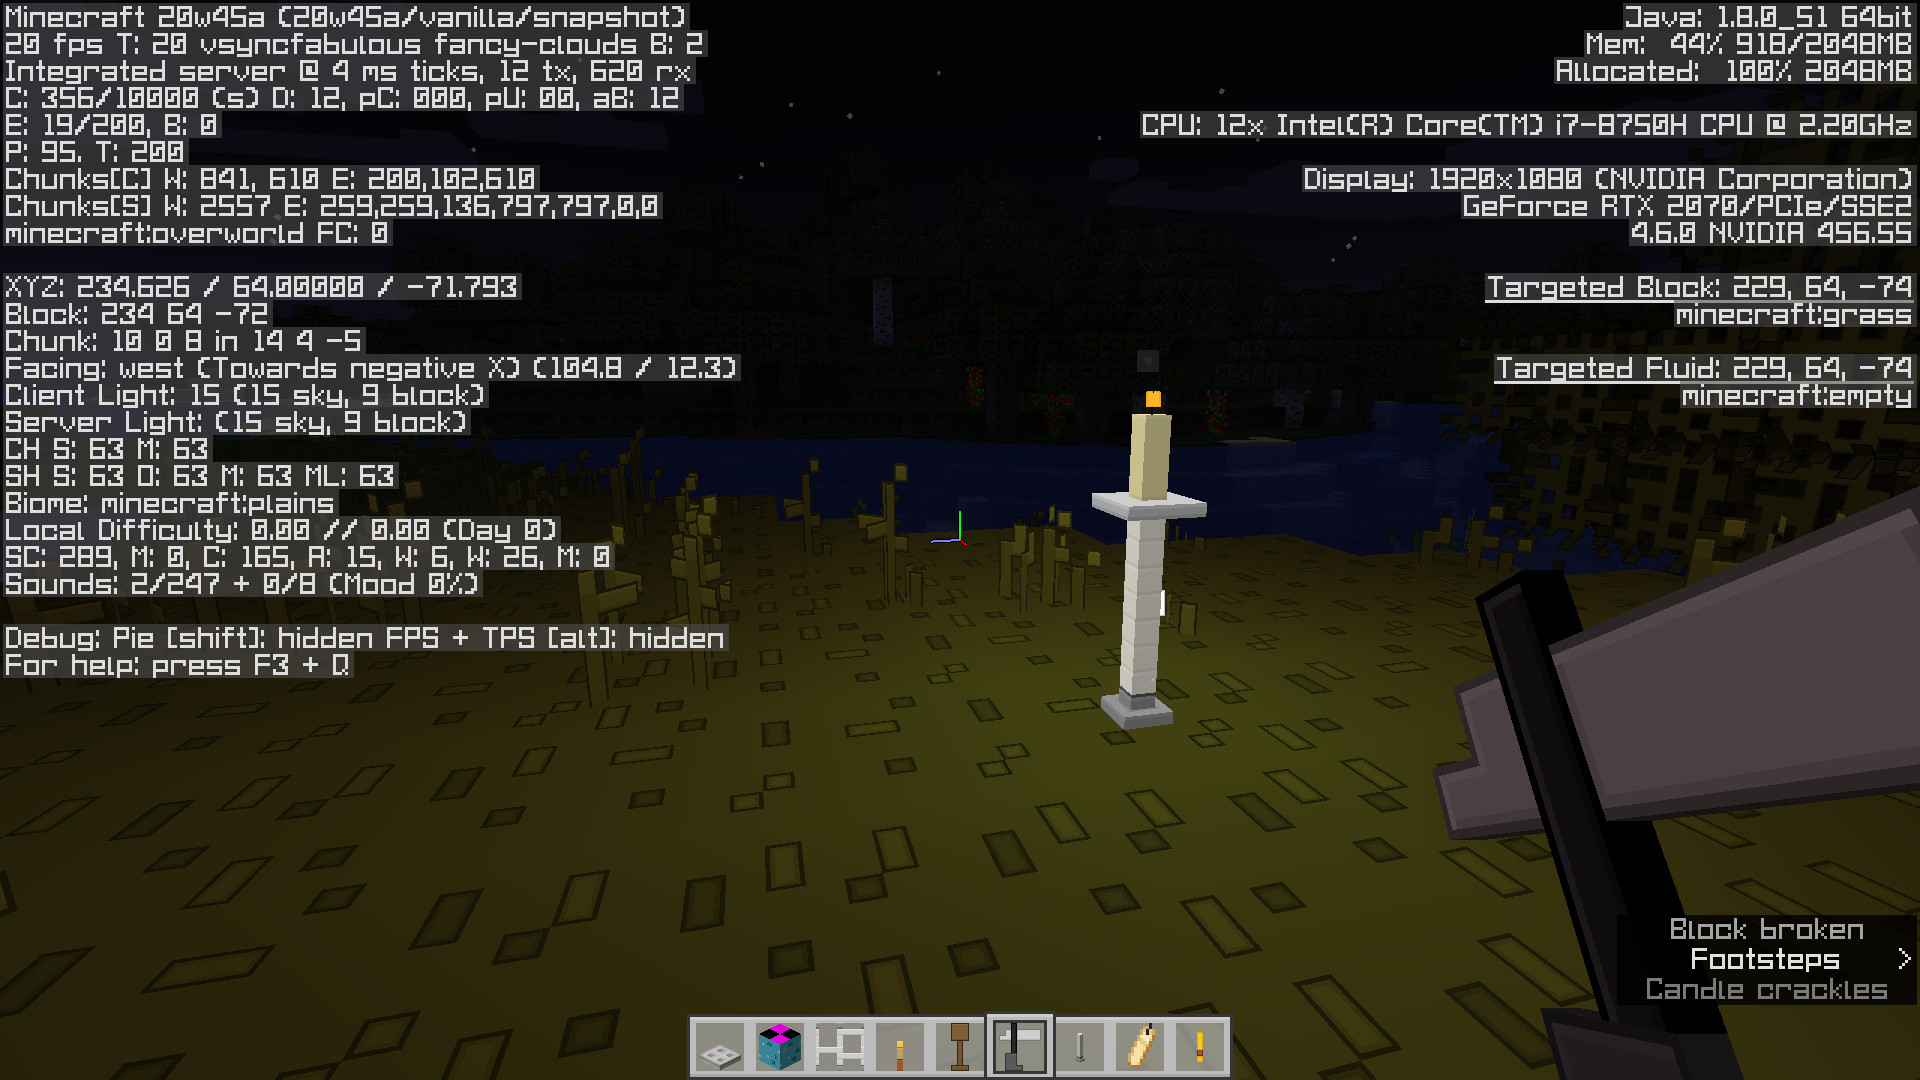 Minecraft 20w45a (20w45a/vanilla/snapshot)
20 fps T: 20 vsyncfabulous fancy-clouds B: 2
Integrated server @ 4 ms ticks, 12 tx, 620 rx
C: 356/10000 (s) D: 12, pC: 000, pU: 00, aB: 12
E: 19/200, B: 0
P: 95. T: 200
Chunks[C] W: 841, 610 E: 200,102,610
Chunks[S] W: 2557 E: 259,259,136,797,797,0,0
minecraft:overworld FC: 0
XYZ: 234.626 / 64.00000 / -71.793
Block: 234 64 -72
Chunk: 10 0 8 in 14 4 -5
Facing: west (Towards negative X) (104.8 / 12.3)
Client Light: 15 (15 sky, 9 block)
Server Light: (15 sky, 9 block)
CH S: 63 M: 63
SH S: 63 O: 63 M: 63 ML: 63
Biome: minecraft:plains
Local Difficulty: 0.00 // 0.00 (Day 0)
SC: 289, M: 0, C: 165, A: 15, W: 6, W: 26, M: 0
Sounds: 2/247 + 0/8 (Mood 0%)
Debug: Pie [shift]: hidden FPS + TPS [alt]: hidden
For help: press F3 + Q
Java: 1.8.0_51 64bit
Mem: 44% 918/2048MB
Allocated: 100% 2048MB
CPU: 12x Intel(R) Core(TM) i7-8750H CPU @ 2.20GHz
Display: 1920x1080 (NVIDIA Corporation)
GeForce RTX 2070/PCIe/SSE2
4.6.0 NVIDIA 456.55
Targeted Block: 229, 64, -74
minecraft:grass
Targeted Fluid: 229, 64, -74
minecraft:empty
Block broken
Footsteps >
Candle crackles